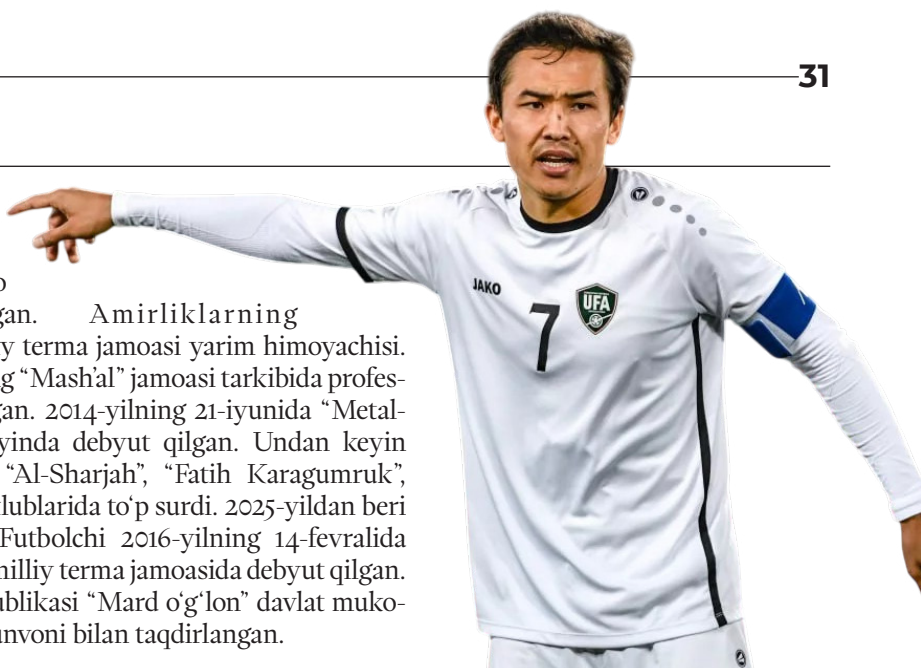 31
gan. Amirliklarning
y terma jamoasi yarim himoyachisi.
g “Mash’al” jamoasi tarkibida profes-
gan. 2014-yilning 21-iyunida “Metal-
yinda debyut qilgan. Undan keyin
“Al-Sharjah”, “Fatih Karagumruk”,
lublarida to‘p surdi. 2025-yildan beri
Futbolchi 2016-yilning 14-fevralida
nilliy terma jamoasida debyut qilgan.
ublikasi “Mard o‘g‘lon” davlat muko-
unvoni bilan taqdirlangan.
JAKO
UFA
7